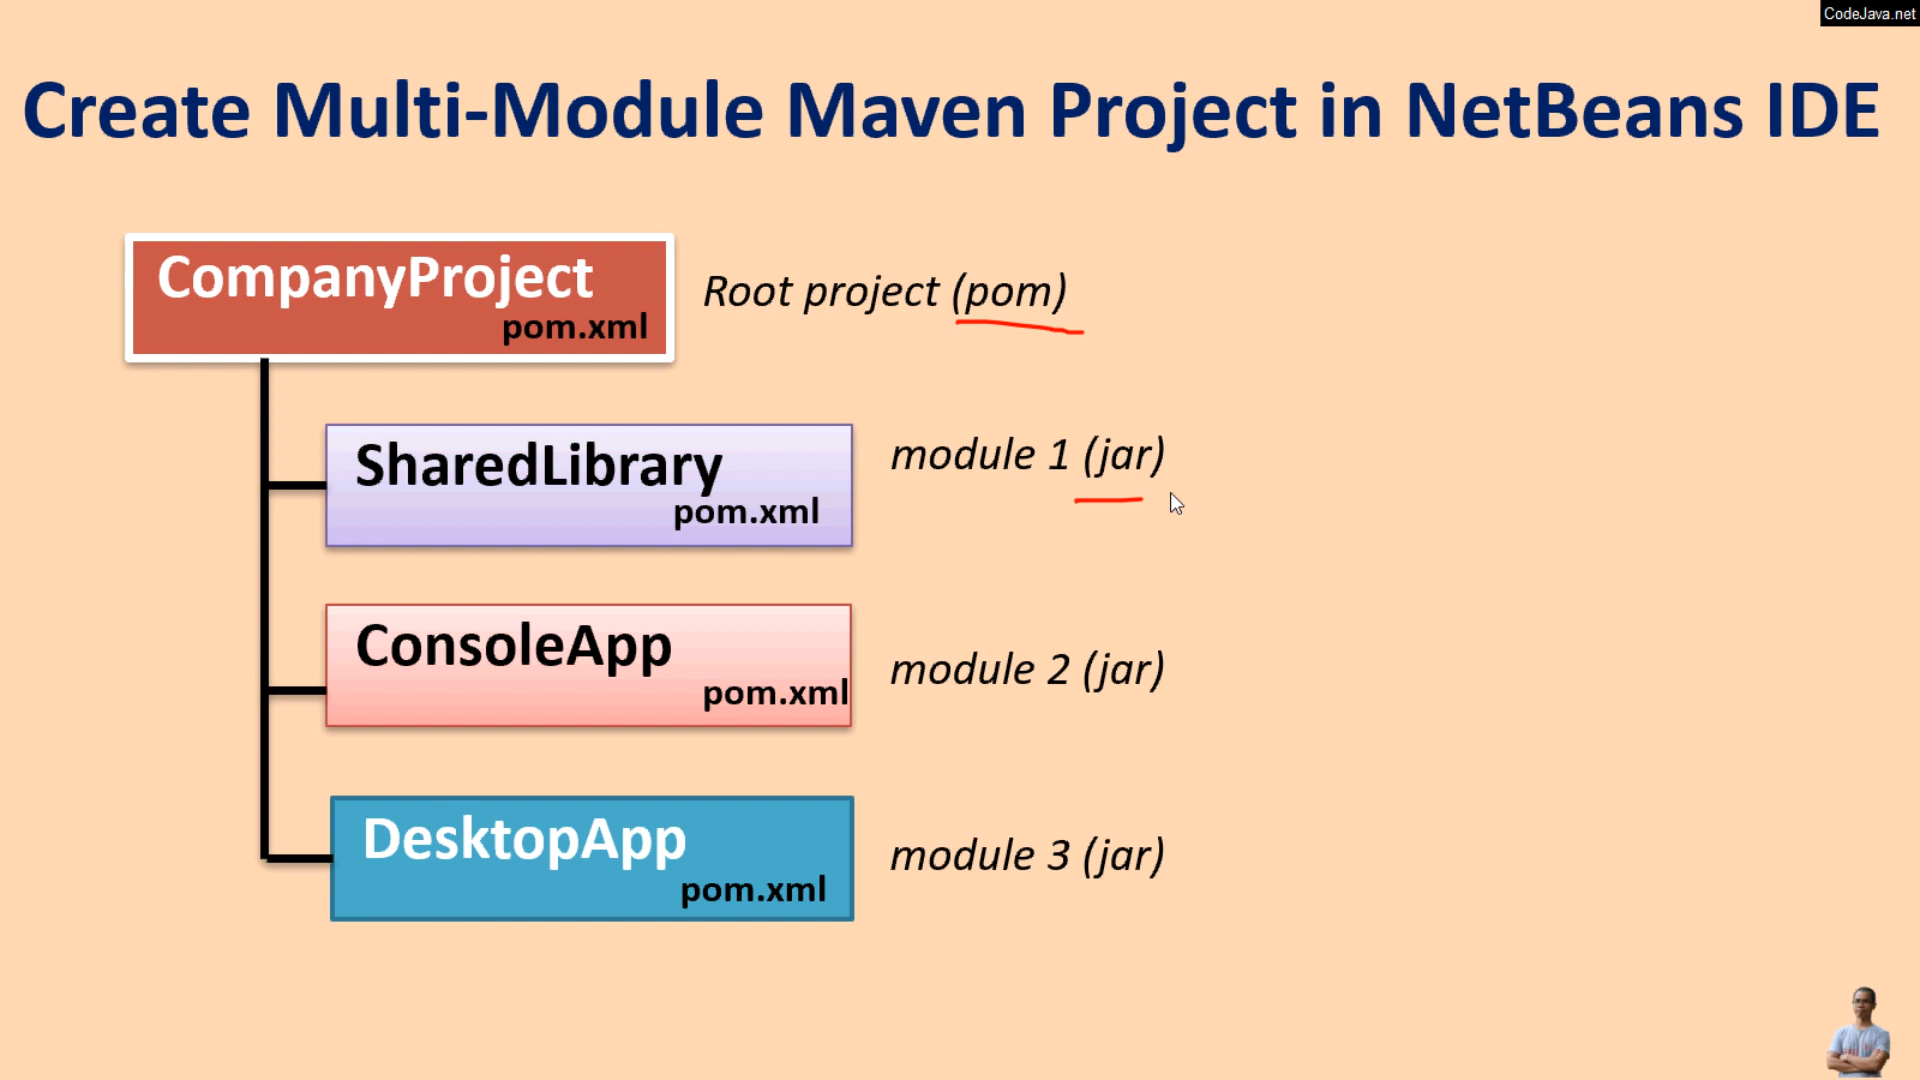 CodeJava.net
Create Multi-Module Maven Project in NetBeans IDE
CompanyProject
pom.xml
Root project (pom)
SharedLibrary
pom.xml
module 1 (jar)
ConsoleApp
pom.xml
module 2 (jar)
DesktopApp
pom.xml
module 3 (jar)